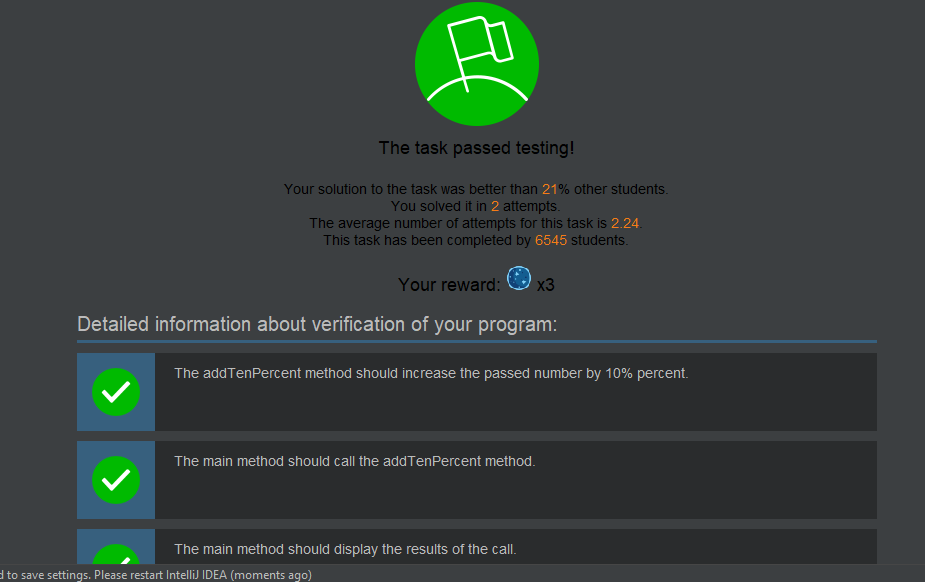 The task passed testing!
Your solution to the task was better than 21% other students.
You solved it in 2 attempts.
The average number of attempts for this task is 2.24
This task has been completed by 6545 students.
Your reward: x3
Detailed information about verification of your program:
The addTenPercent method should increase the passed number by 10% percent.
The main method should call the addTenPercent method.
The main method should display the results of the call.
d to save settings. Please restart IntelliJ IDEA (moments ago)